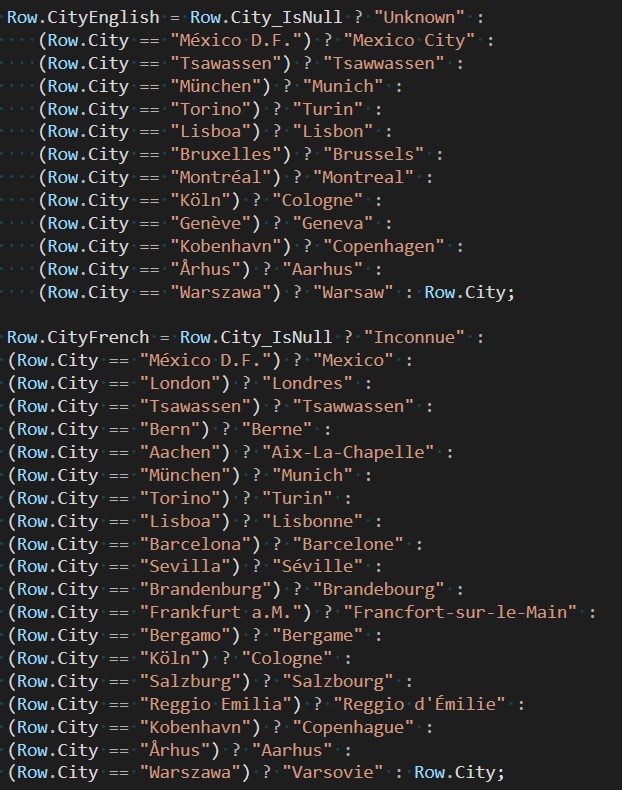 Row.CityEnglish = Row.City_IsNull ? "Unknown" :
(Row.City == "México D.F.") ? "Mexico City" :
(Row.City == "Tsawassen") ? "Tsawwassen" :
(Row.City == "München") ? "Munich" :
(Row.City == "Torino") ? "Turin" :
(Row.City == "Lisboa") ? "Lisbon" :
(Row.City == "Bruxelles") ? "Brussels" :
(Row.City == "Montréal") ? "Montreal" :
(Row.City == "Köln") ? "Cologne" :
(Row.City == "Genève") ? "Geneva" :
(Row.City == "Kobenhavn") ? "Copenhagen" :
(Row.City == "Århus") ? "Aarhus" :
(Row.City == "Warszawa") ? "Warsaw" : Row.City;
Row.CityFrench = Row.City_IsNull ? "Inconnue" :
(Row.City == "México D.F.") ? "Mexico" :
(Row.City == "London") ? "Londres" :
(Row.City == "Tsawassen") ? "Tsawwassen" :
(Row.City == "Bern") ? "Berne" :
(Row.City == "Aachen") ? "Aix-La-Chapelle" :
(Row.City == "München") ? "Munich" :
(Row.City == "Torino") ? "Turin" :
(Row.City == "Lisboa") ? "Lisbonne" :
(Row.City == "Barcelona") ? "Barcelone" :
(Row.City == "Sevilla") ? "Séville" :
(Row.City == "Brandenburg") ? "Brandebourg" :
(Row.City == "Frankfurt a.M.") ? "Francfort-sur-le-Main" :
(Row.City == "Bergamo") ? "Bergame" :
(Row.City == "Köln") ? "Cologne" :
(Row.City == "Salzburg") ? "Salzbourg" :
(Row.City == "Reggio Emilia") ? "Reggio d'Émilie" :
(Row.City == "Kobenhavn") ? "Copenhague" :
(Row.City == "Århus") ? "Aarhus" :
(Row.City == "Warszawa") ? "Varsovie" : Row.City;